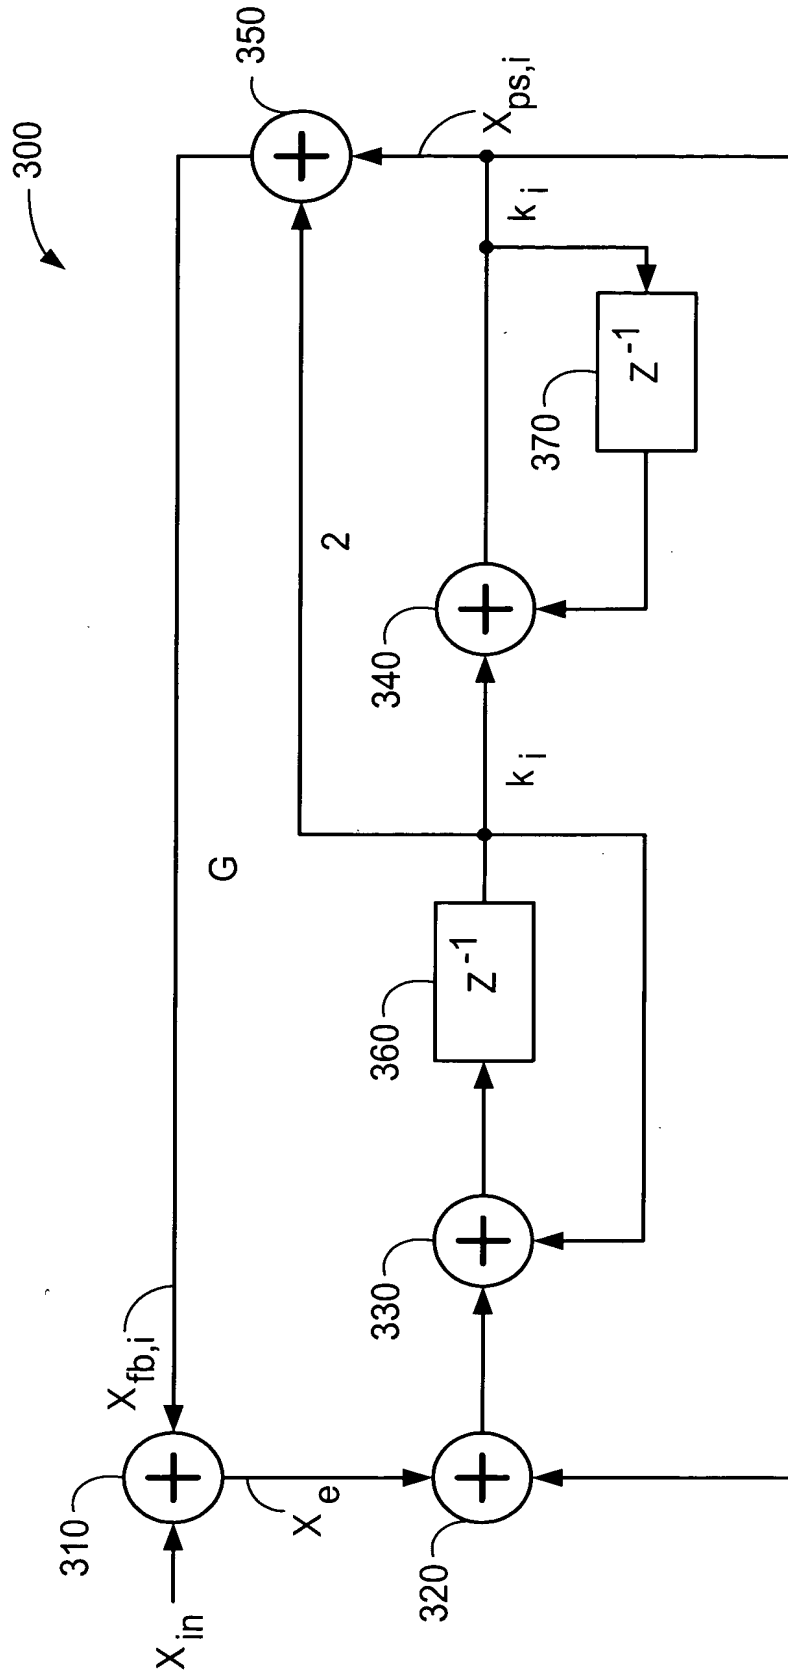 300
350
310
X_in
X_fb,i
G
2
X_e
320
330
360
Z^-1
k_i
340
370
Z^-1
k_i
X_ps,i